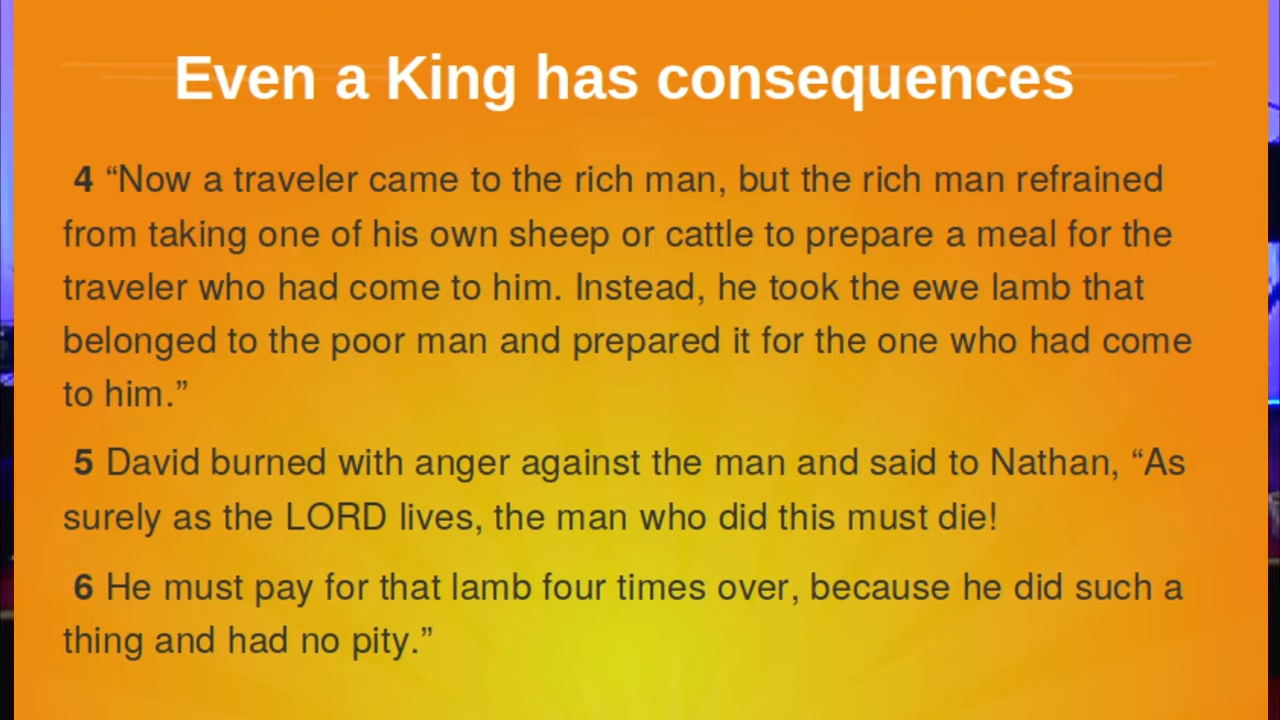 Even a King has consequences
4 “Now a traveler came to the rich man, but the rich man refrained
from taking one of his own sheep or cattle to prepare a meal for the
traveler who had come to him. Instead, he took the ewe lamb that
belonged to the poor man and prepared it for the one who had come
to him.”
5 David burned with anger against the man and said to Nathan, “As
surely as the LORD lives, the man who did this must die!
6 He must pay for that lamb four times over, because he did such a
thing and had no pity.”